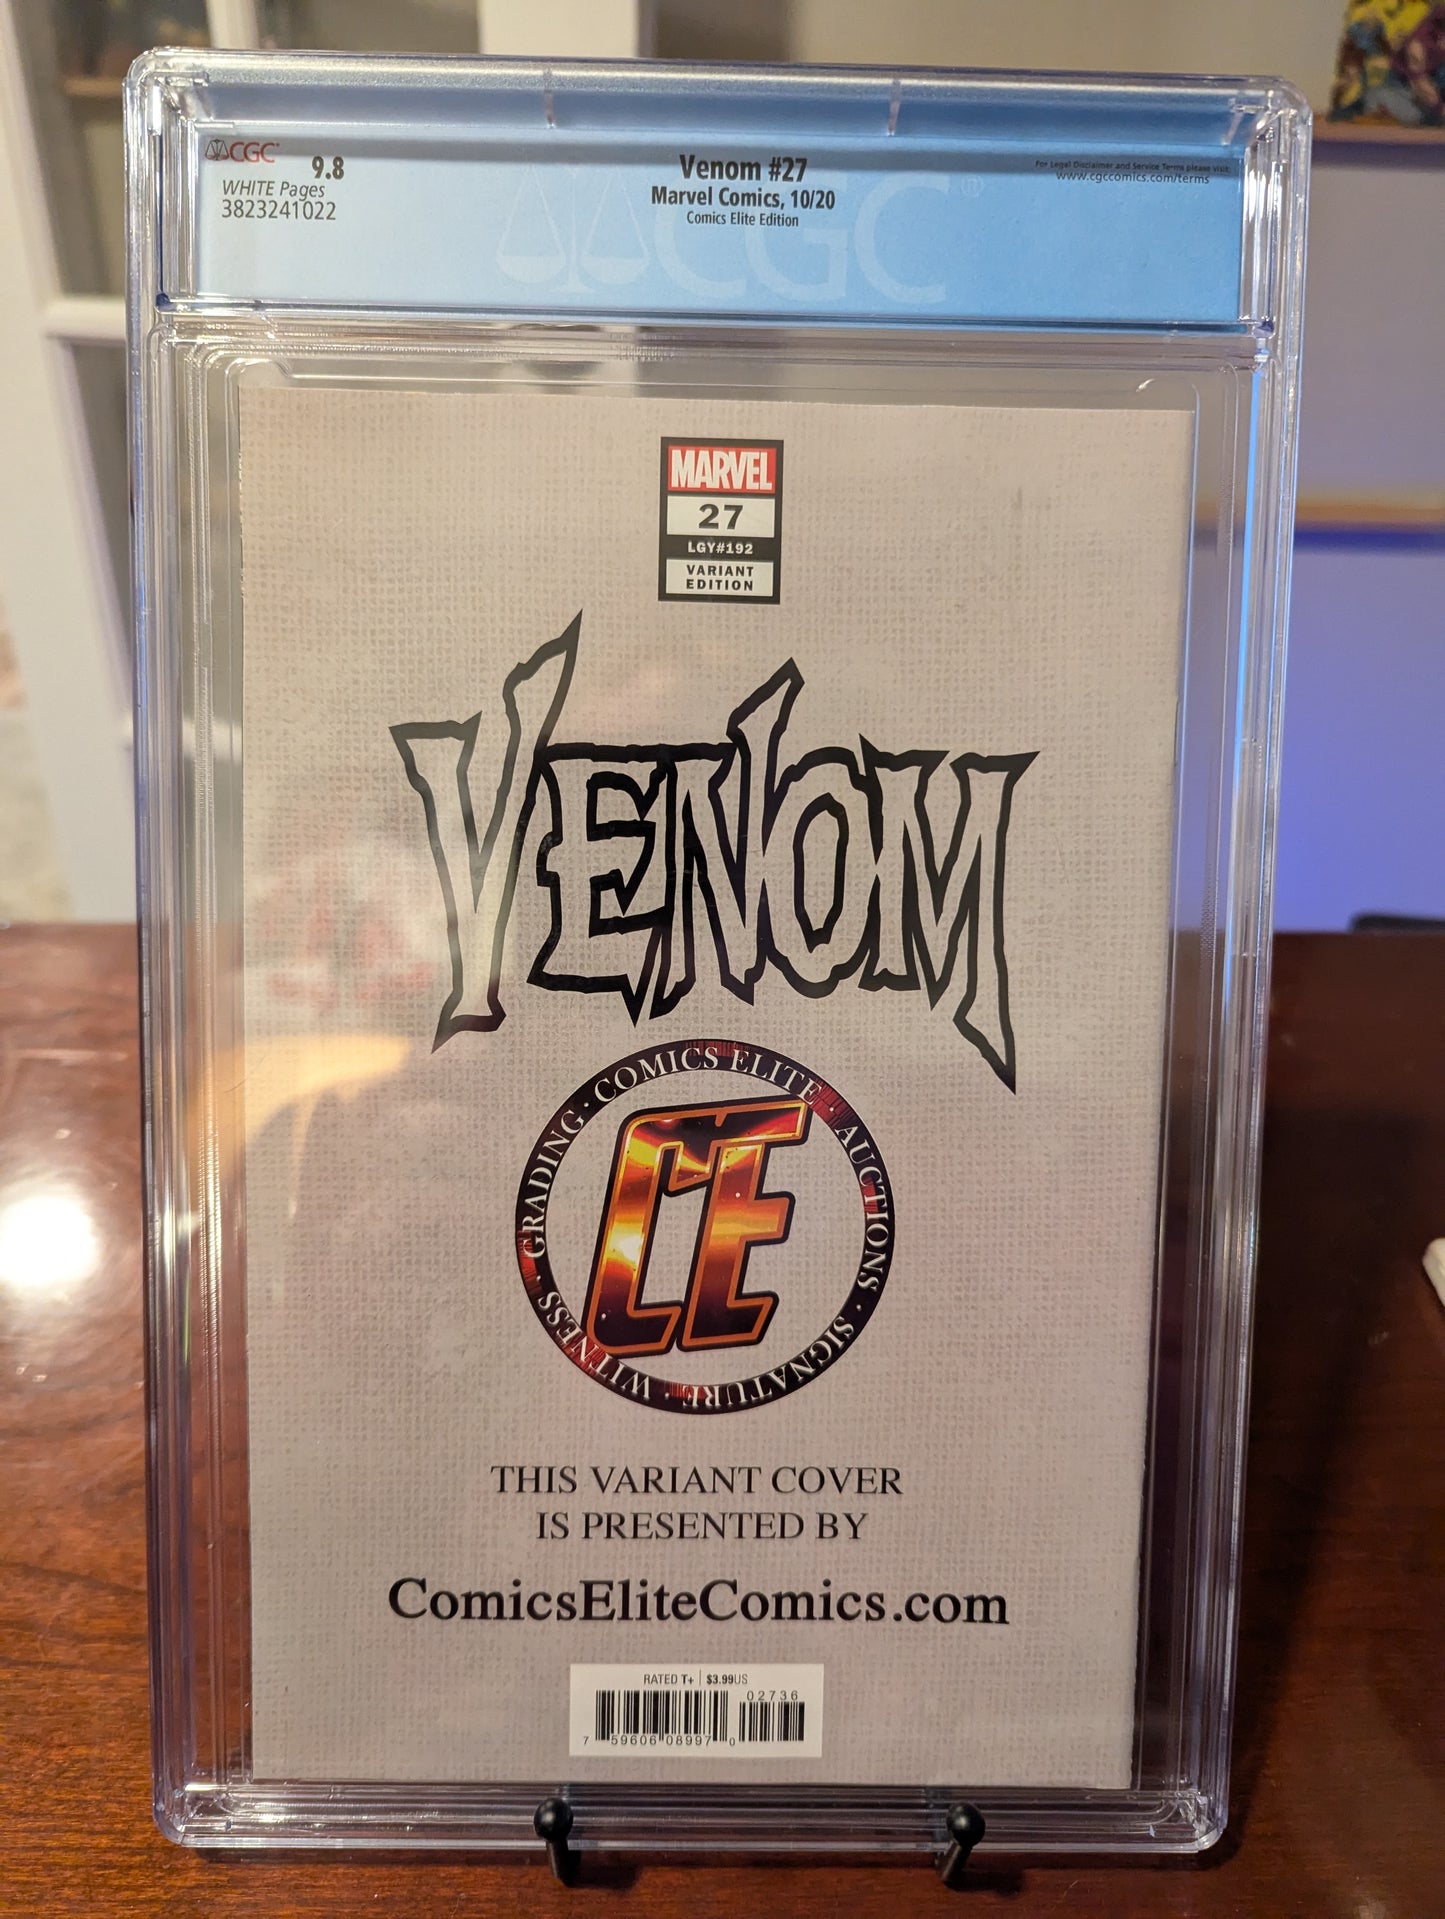 CGC
9.8
WHITE Pages
3823241022
Venom #27
Marvel Comics, 10/20
Comics Elite Edition
For Legal Disclaimer and Service Terms please visit:
www.cgccomics.com/terms
CGC®
MARVEL
27
LGY#192
VARIANT
EDITION
VENOM
COMICS ELITE · AUCTIONS · SIGNATURE · WITNESS · GRADING ·
CE
THIS VARIANT COVER
IS PRESENTED BY
ComicsEliteComics.com
RATED T+ | $3.99US
02736
7 59606 08997 0